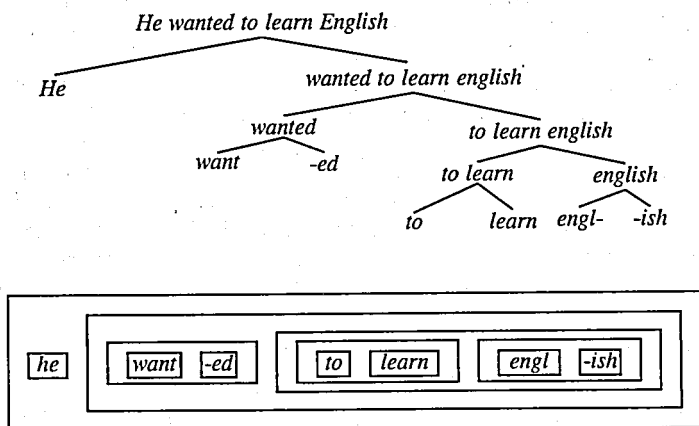 He wanted to learn English
He wanted to learn english
wanted to learn english
want -ed to learn english
to learn engl- -ish
he want -ed to learn engl -ish